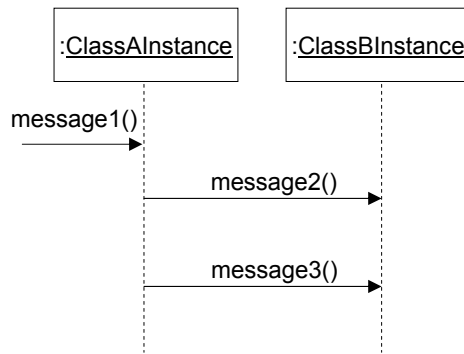 :ClassAInstance
:ClassBInstance
message1()
message2()
message3()